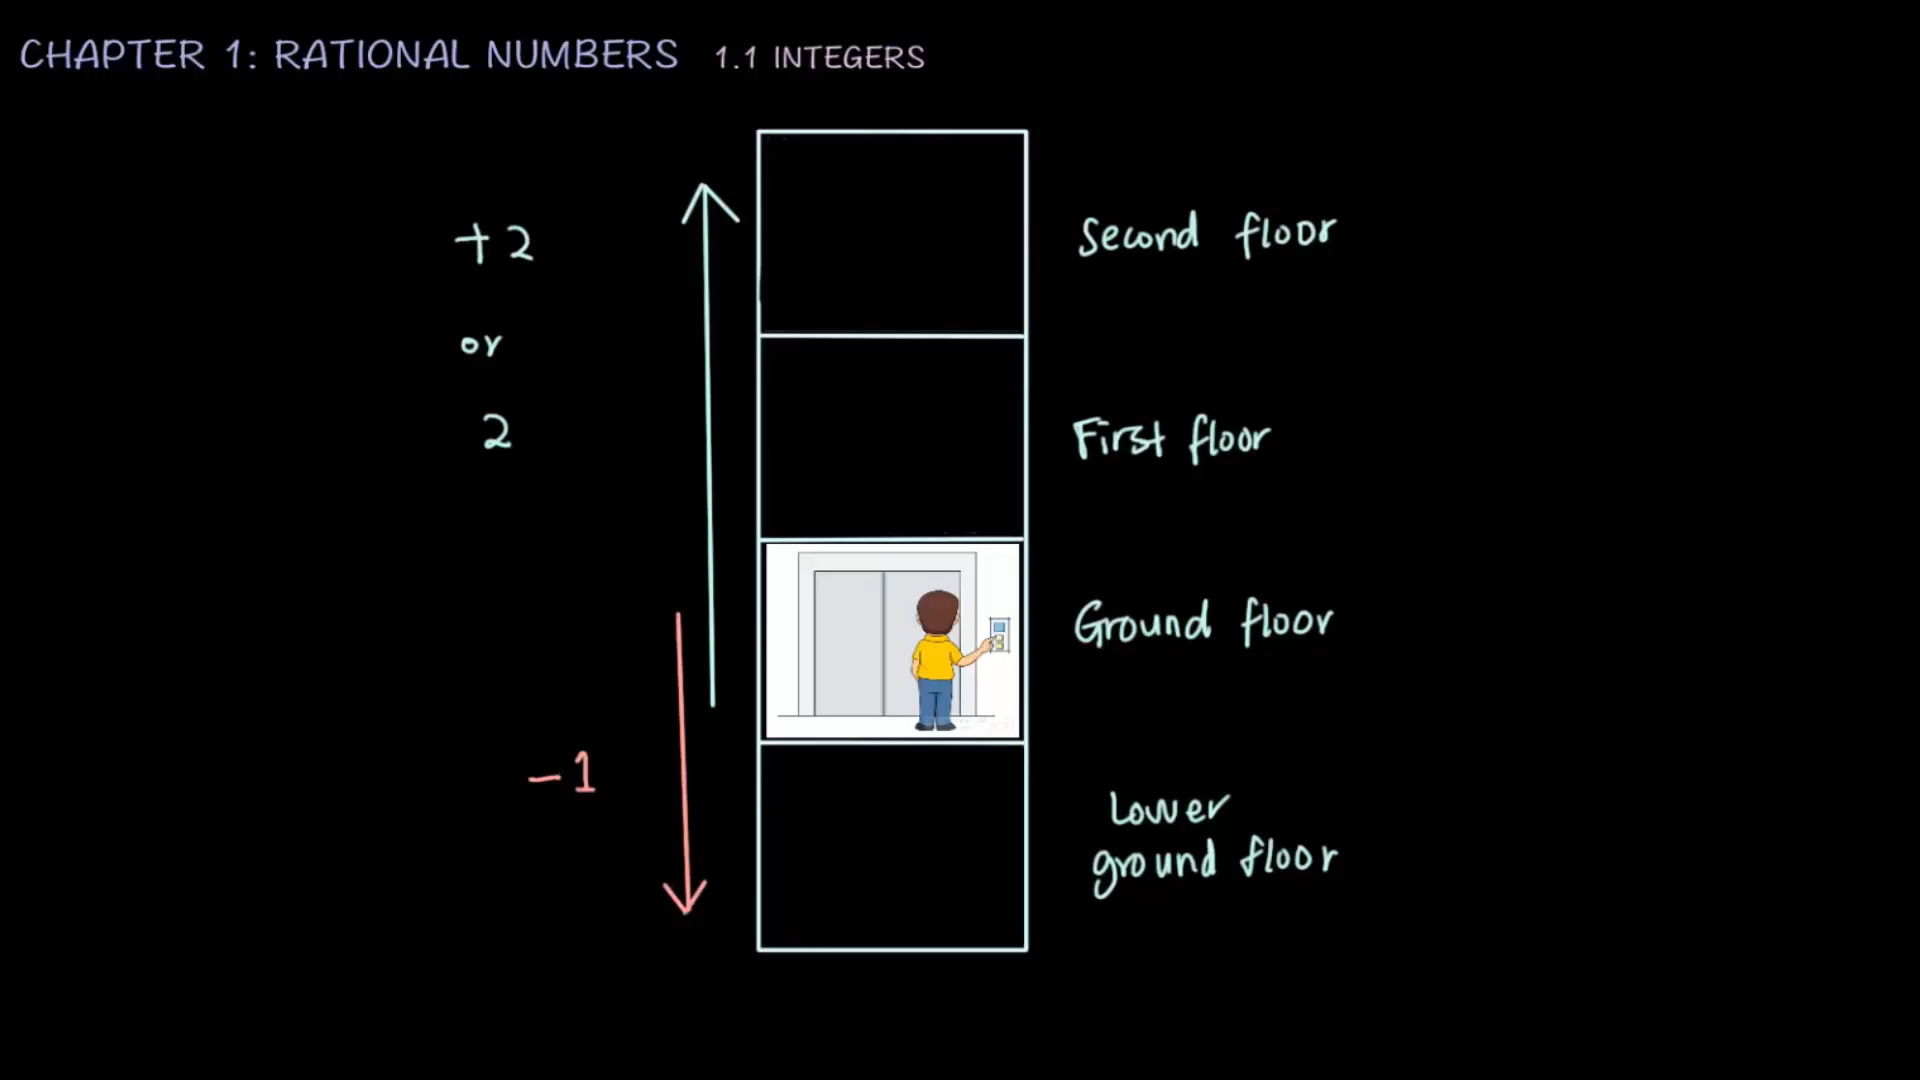 CHAPTER 1: RATIONAL NUMBERS 1.1 INTEGERS
+2
Second floor
or
2
First floor
Ground floor
-1
Lower
ground floor